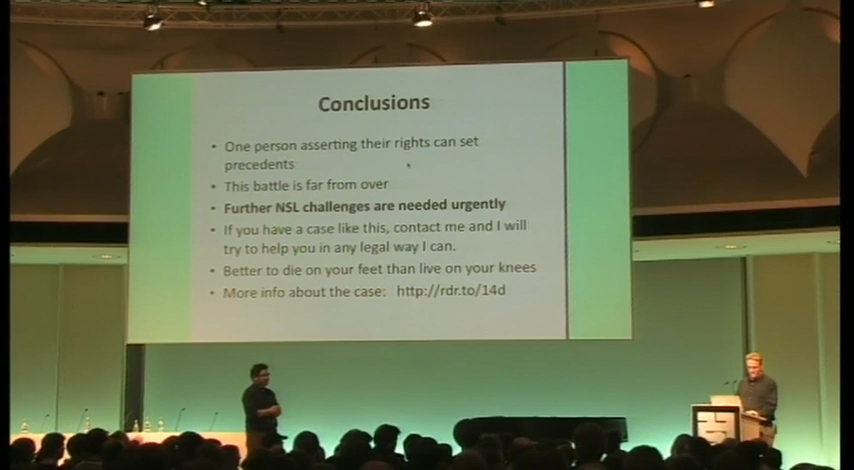 Conclusions
• One person asserting their rights can set
precedents
• This battle is far from over
• Further NSL challenges are needed urgently
• If you have a case like this, contact me and I will
try to help you in any legal way I can.
• Better to die on your feet than live on your knees
• More info about the case: http://rdr.to/14d